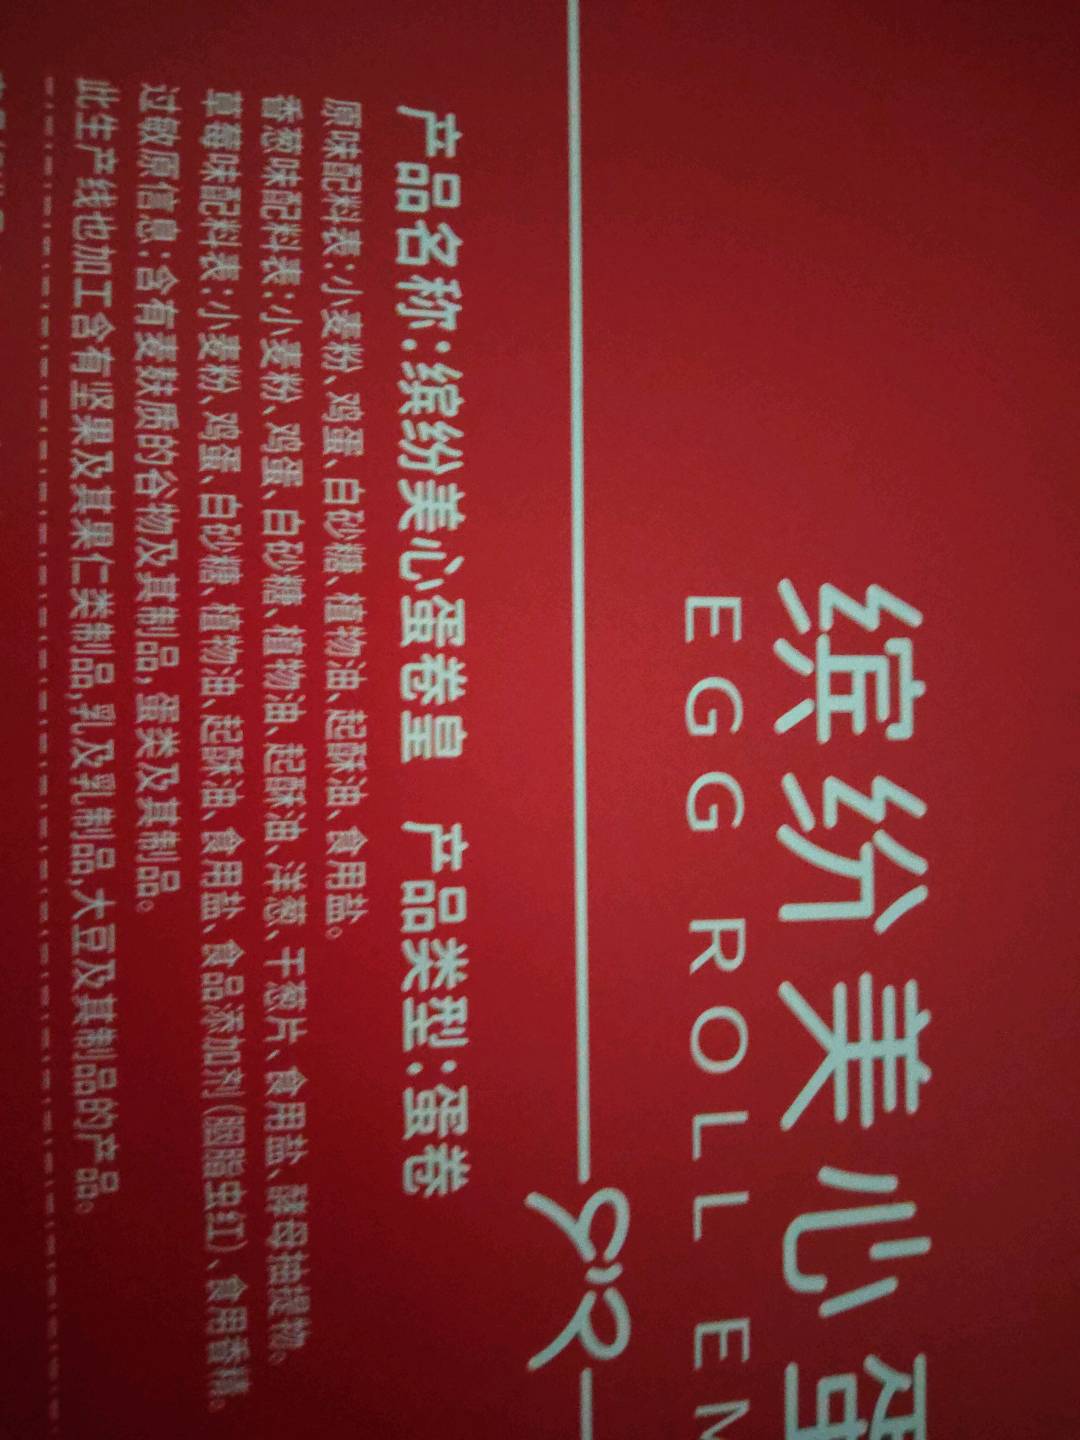 缤纷美心蛋
EGG ROLL EM
产品名称:缤纷美心蛋卷皇 产品类型:蛋卷
原味配料表:小麦粉、鸡蛋、白砂糖、植物油、起酥油、食用盐。
香葱味配料表:小麦粉、鸡蛋、白砂糖、植物油、起酥油、洋葱、干葱片、食用盐、酵母抽提物。
草莓味配料表:小麦粉、鸡蛋、白砂糖、植物油、起酥油、食用盐、食品添加剂(胭脂虫红)、食用香精。
过敏原信息:含有麦麸质的谷物及其制品,蛋类及其制品。
此生产线也加工含有坚果及其果仁类制品,乳及乳制品,大豆及其制品的产品。